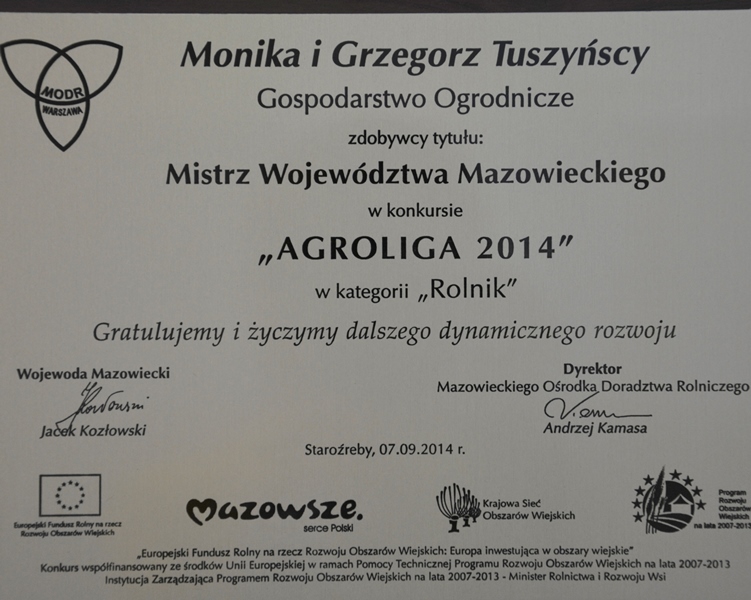 Monika i Grzegorz Tuszyńscy
Gospodarstwo Ogrodnicze
zdobywcy tytułu:
Mistrz Województwa Mazowieckiego
w konkursie
„AGROLIGA 2014”
w kategorii „Rolnik”
Gratulujemy i życzymy dalszego dynamicznego rozwoju
MODR
WARSZAWA
Wojewoda Mazowiecki
Jacek Kozłowski
Dyrektor
Mazowieckiego Ośrodka Doradztwa Rolniczego
Andrzej Kamasa
Staroźreby, 07.09.2014 r.
Europejski Fundusz Rolny na rzecz
Rozwoju Obszarów Wiejskich
Mazowsze.
serce Polski
Krajowa Sieć
Obszarów Wiejskich
Program
Rozwoju
Obszarów
Wiejskich
na lata 2007-2013
„Europejski Fundusz Rolny na rzecz Rozwoju Obszarów Wiejskich: Europa inwestująca w obszary wiejskie”
Konkurs współfinansowany ze środków Unii Europejskiej w ramach Pomocy Technicznej Programu Rozwoju Obszarów Wiejskich na lata 2007-2013
Instytucja Zarządzająca Programem Rozwoju Obszarów Wiejskich na lata 2007-2013 - Minister Rolnictwa i Rozwoju Wsi